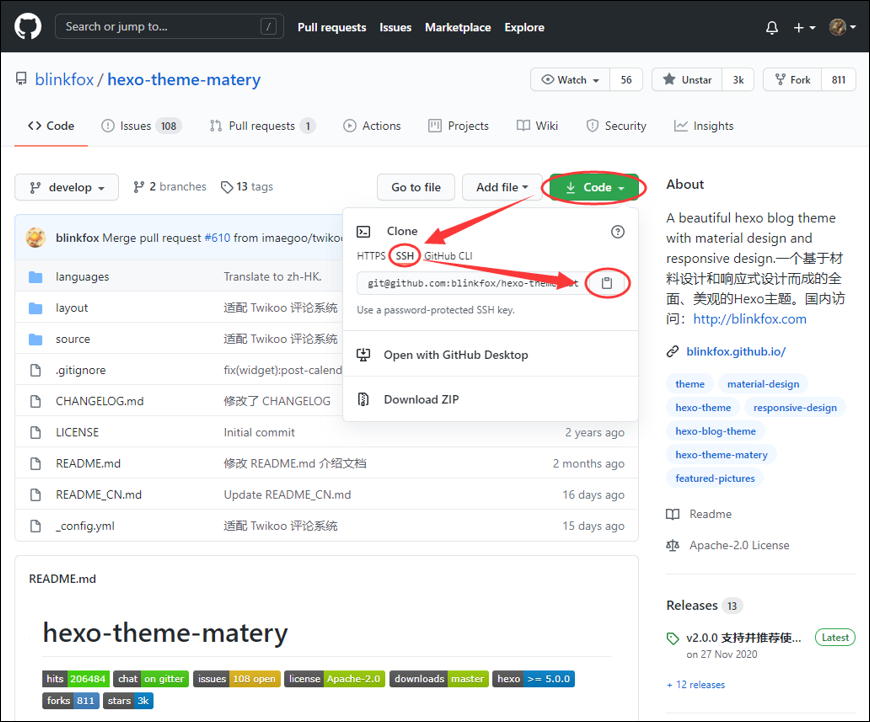 Search or jump to... /
Pull requests Issues Marketplace Explore
blinkfox / hexo-theme-matery
Watch 56 Unstar 3k Fork 811
Code Issues 108 Pull requests 1 Actions Projects Wiki Security Insights
develop 2 branches 13 tags Go to file Add file Code
blinkfox Merge pull request #610 from imaegoo/twikoo
languages Translate to zh-HK.
layout 适配 Twikoo 评论系统
source 适配 Twikoo 评论系统
.gitignore fix(widget):post-calend
CHANGELOG.md 修改了 CHANGELOG
LICENSE Initial commit 2 years ago
README.md 修改 README.md 介绍文档 2 months ago
README_CN.md Update README_CN.md 16 days ago
_config.yml 适配 Twikoo 评论系统 15 days ago
Clone
HTTPS SSH GitHub CLI
git@github.com:blinkfox/hexo-theme
Use a password-protected SSH key.
Open with GitHub Desktop
Download ZIP
About
A beautiful hexo blog theme
with material design and
responsive design.一个基于材
料设计和响应式设计而成的全
面、美观的Hexo主题。国内访
问：http://blinkfox.com
blinkfox.github.io/
theme material-design
hexo-theme responsive-design
hexo-blog-theme
hexo-theme-matery
featured-pictures
Readme
Apache-2.0 License
Releases 13
v2.0.0 支持并推荐使... Latest
on 27 Nov 2020
+ 12 releases
README.md
hexo-theme-matery
hits 206484 chat on gitter issues 108 open license Apache-2.0 downloads master hexo >= 5.0.0
forks 811 stars 3k